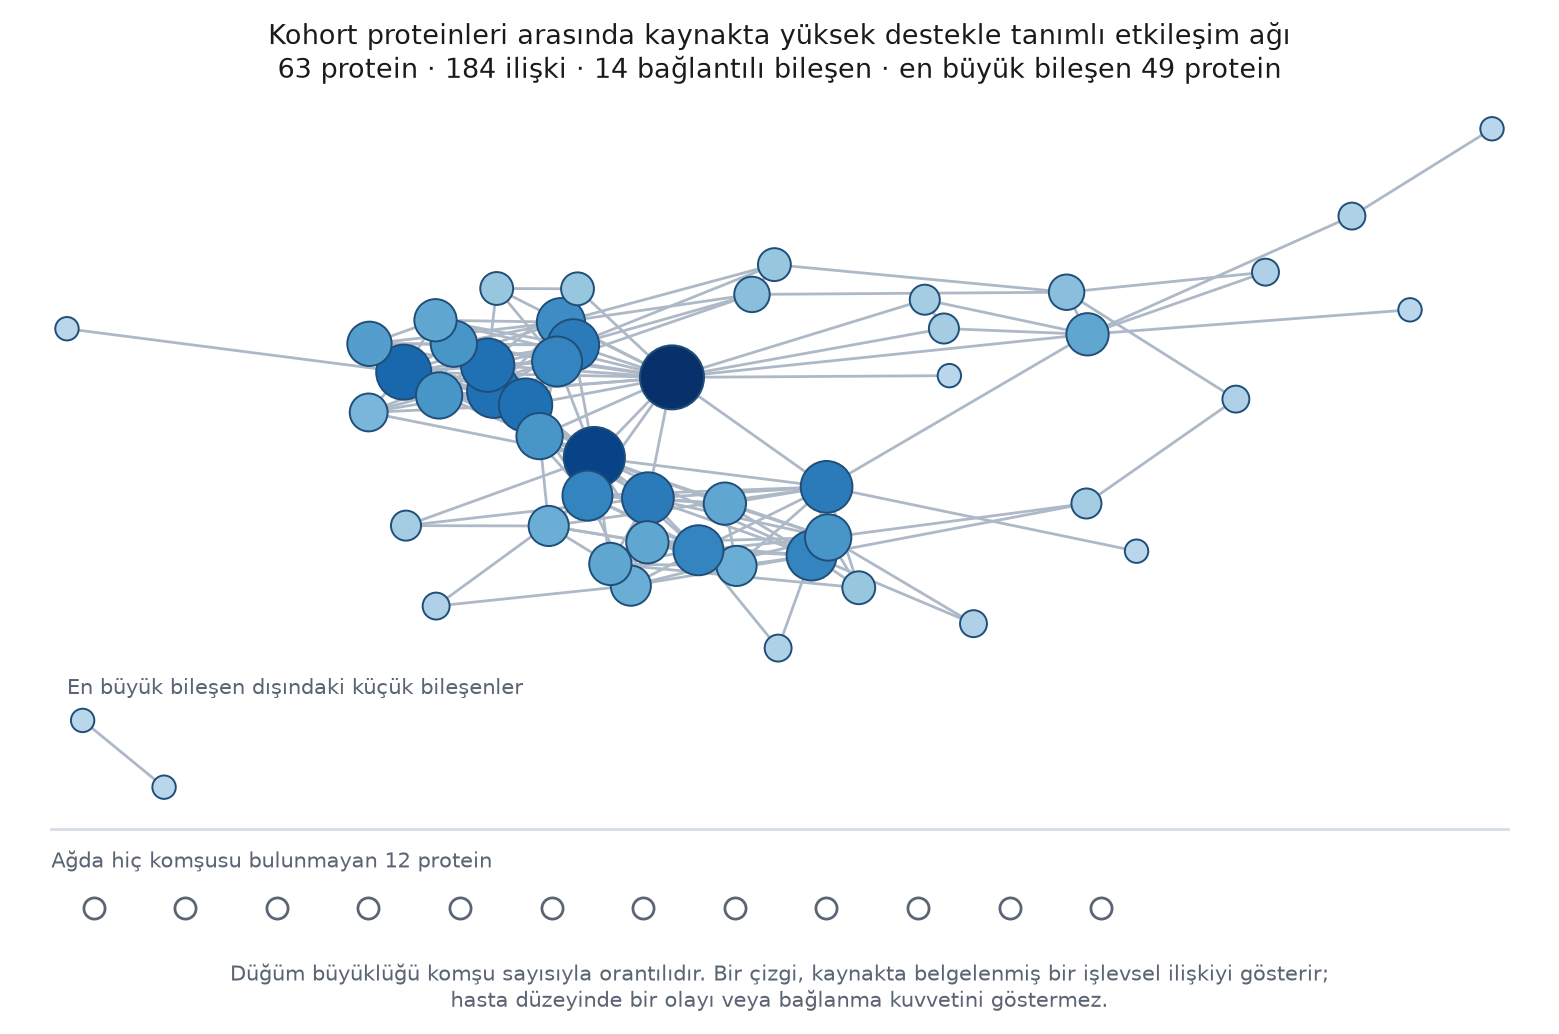 Kohort proteinleri arasında kaynakta yüksek destekle tanımlı etkileşim ağı
63 protein · 184 ilişki · 14 bağlantılı bileşen · en büyük bileşen 49 protein
En büyük bileşen dışındaki küçük bileşenler
Ağda hiç komşusu bulunmayan 12 protein
Düğüm büyüklüğü komşu sayısıyla orantılıdır. Bir çizgi, kaynakta belgelenmiş bir işlevsel ilişkiyi gösterir;
hasta düzeyinde bir olayı veya bağlanma kuvvetini göstermez.